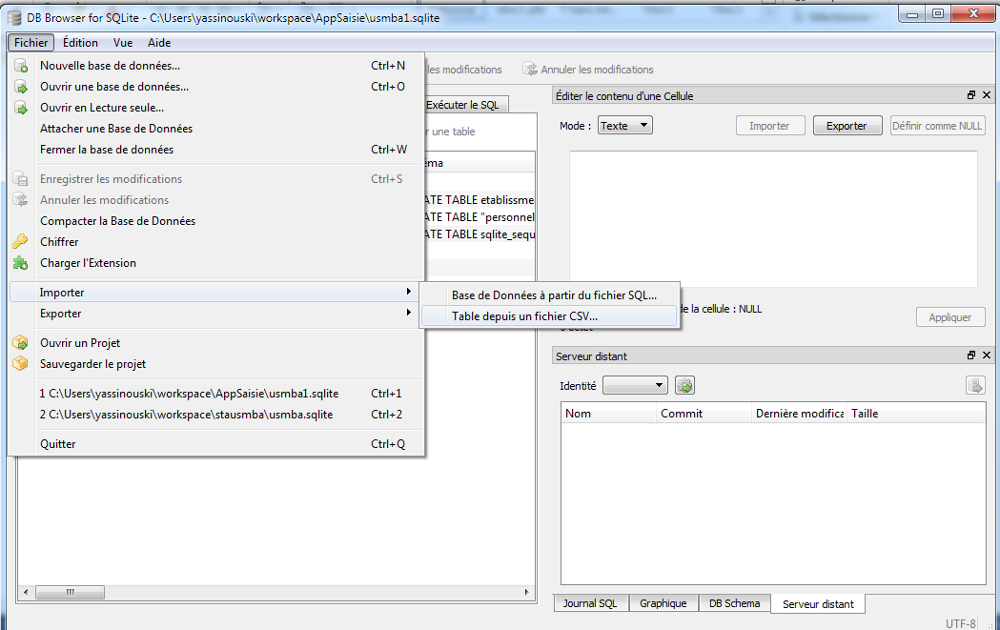 DB Browser for SQLite - C:\Users\yassinouski\workspace\AppSaisie\usmba1.sqlite
Fichier Édition Vue Aide
Nouvelle base de données... Ctrl+N
Ouvrir une base de données... Ctrl+O
Ouvrir en Lecture seule...
Attacher une Base de Données
Fermer la base de données Ctrl+W
Enregistrer les modifications Ctrl+S
Annuler les modifications
Compacter la Base de Données
Chiffrer
Charger l'Extension
Importer
Exporter
Ouvrir un Projet
Sauvegarder le projet
1 C:\Users\yassinouski\workspace\AppSaisie\usmba1.sqlite Ctrl+1
2 C:\Users\yassinouski\workspace\stausmba\usmba.sqlite Ctrl+2
Quitter Ctrl+Q
Base de Données à partir du fichier SQL...
Table depuis un fichier CSV...
les modifications Annuler les modifications
Exécuter le SQL
r une table
ma
ATE TABLE etablissme
ATE TABLE "personnel
ATE TABLE sqlite_sequ
Éditer le contenu d'une Cellule
Mode : Texte Importer Exporter Définir comme NULL
de la cellule : NULL
Appliquer
Serveur distant
Identité
Nom Commit Dernière modifica Taille
Journal SQL Graphique DB Schema Serveur distant
UTF-8